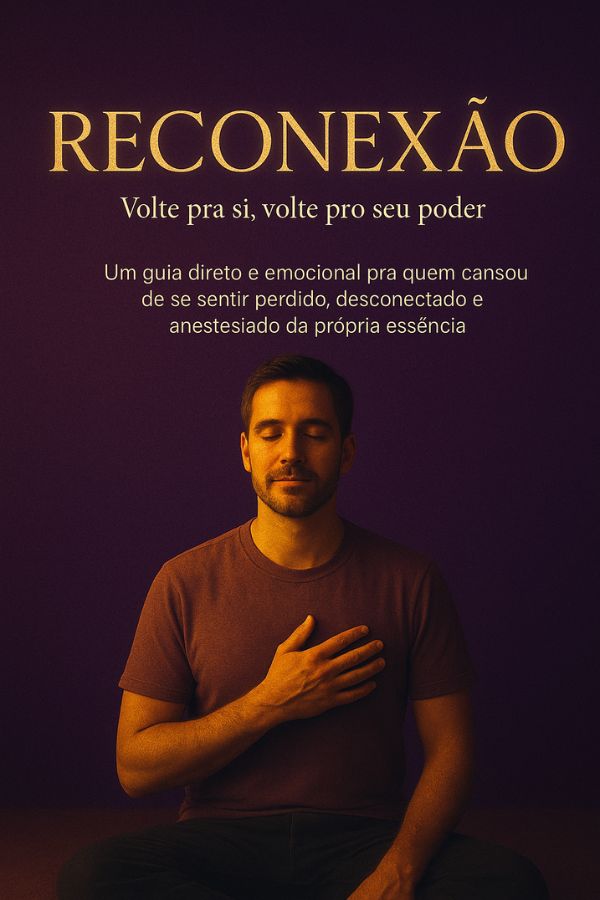 RECONEXÃO
Volte pra si, volte pro seu poder
Um guia direto e emocional pra quem cansou
de se sentir perdido, desconectado e
anestesiado da própria essência